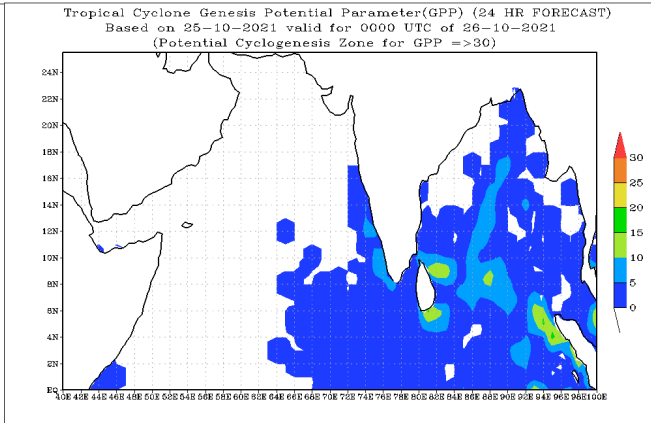 Tropical Cyclone Genesis Potential Parameter(GPP) (24 HR FORECAST)
Based on 25-10-2021 valid for 0000 UTC of 26-10-2021
(Potential Cyclogenesis Zone for GPP =>30)
24N
22N
20N
18N
16N
14N
12N
10N
8N
6N
4N
2N
EQ
40E 42E 44E 46E 48E 50E 52E 54E 56E 58E 60E 62E 64E 66E 68E 70E 72E 74E 76E 78E 80E 82E 84E 86E 88E 90E 92E 94E 96E 98E 100E
30
25
20
15
10
5
0